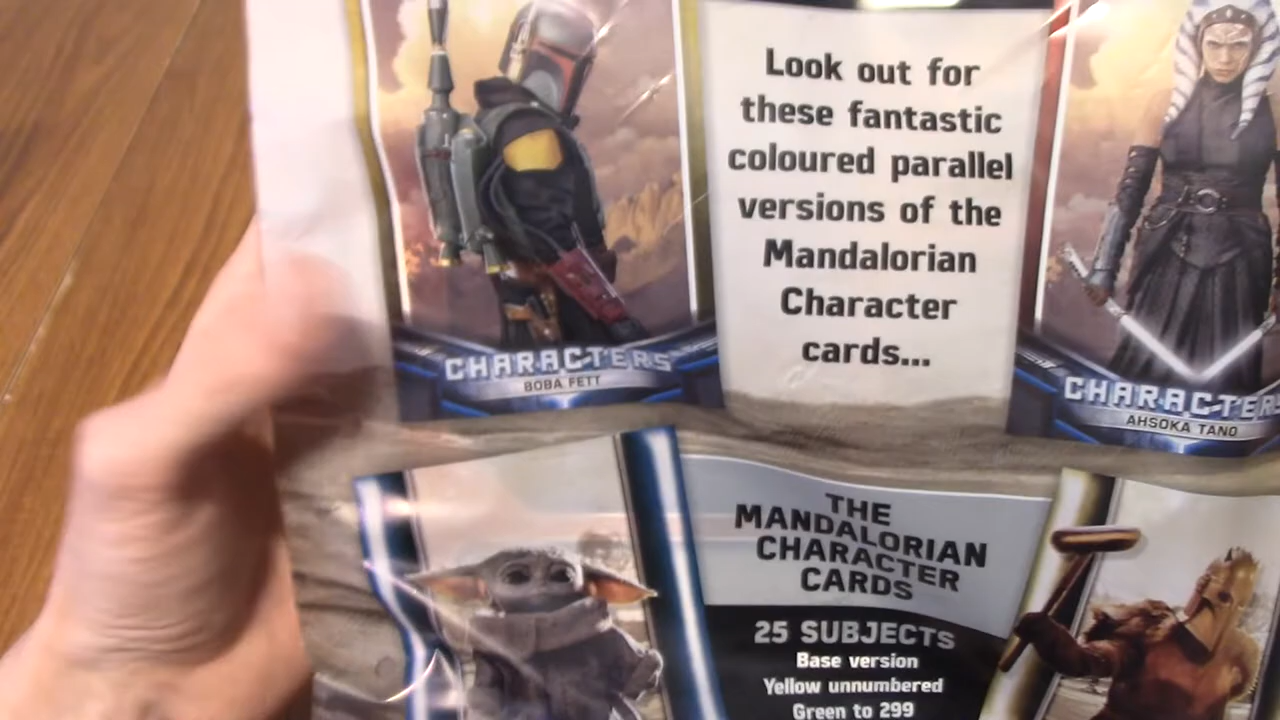 Look out for
these fantastic
coloured parallel
versions of the
Mandalorian
Character
cards...
CHARACTERS
BOBA FETT
CHARACTER
AHSOKA TANO
THE
MANDALORIAN
CHARACTER
CARDS
25 SUBJECTS
Base version
Yellow unnumbered
Green to 299